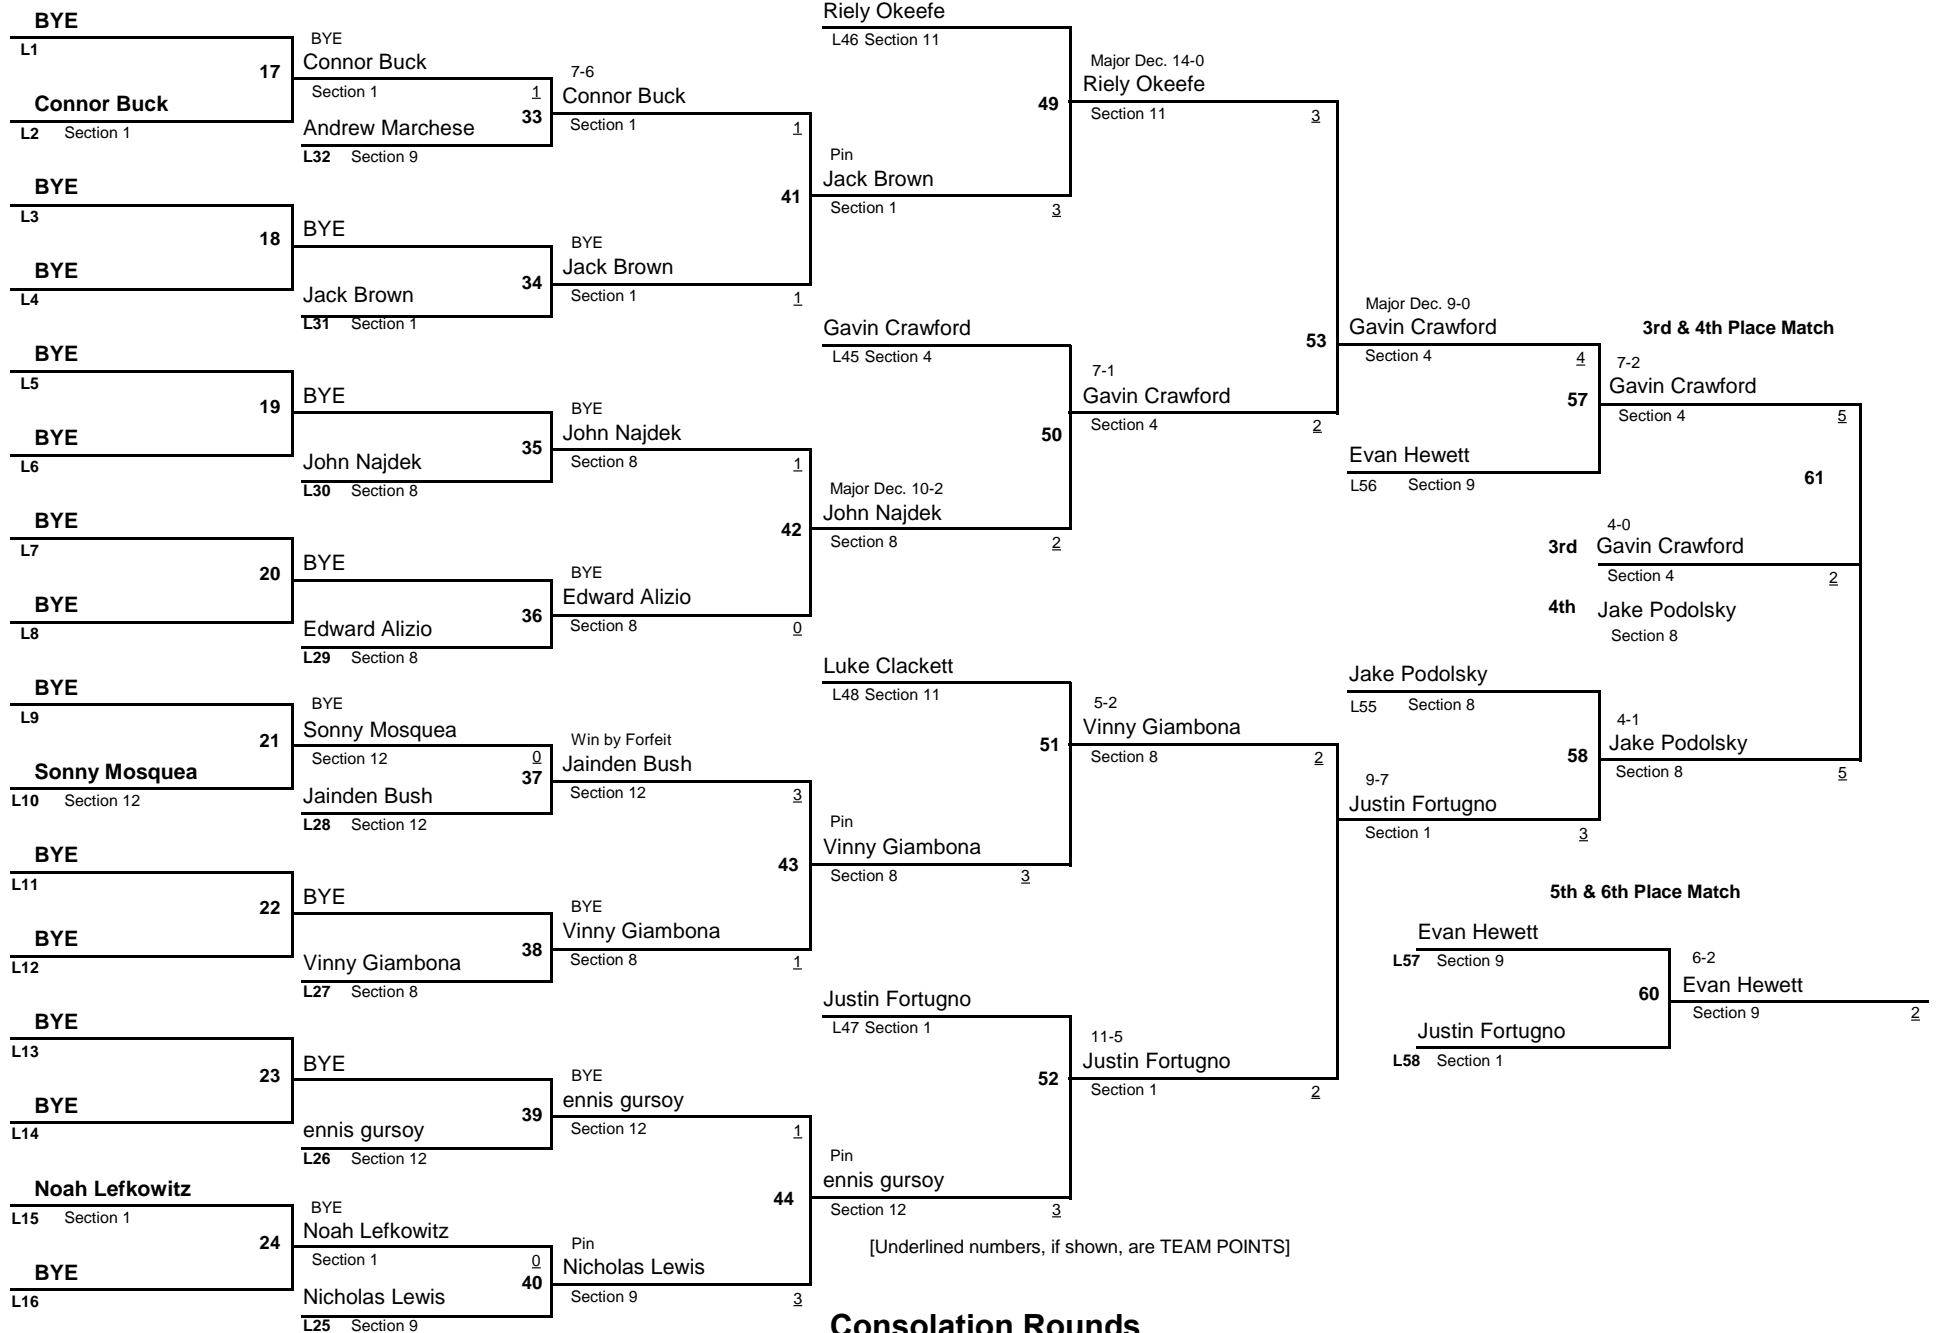 BYE
L1
17
Connor Buck
L2 Section 1
BYE
L3
18
BYE
L4
BYE
L5
19
BYE
L6
BYE
L7
20
BYE
L8
BYE
L9
21
Sonny Mosquea
L10 Section 12
BYE
L11
22
BYE
L12
BYE
L13
23
BYE
L14
Noah Lefkowitz
L15 Section 1
24
BYE
L16
BYE
Connor Buck
Section 1 1
33
Andrew Marchese
L32 Section 9
BYE
34
Jack Brown
L31 Section 1
BYE
35
John Najdek
L30 Section 8
BYE
36
Edward Alizio
L29 Section 8
BYE
Sonny Mosquea
Section 12 0
37
Jainden Bush
L28 Section 12
BYE
38
Vinny Giambona
L27 Section 8
BYE
39
ennis gursoy
L26 Section 12
BYE
Noah Lefkowitz
Section 1 0
40
Nicholas Lewis
L25 Section 9
7-6
Connor Buck
Section 1 1
41
BYE
Jack Brown
Section 1 1
BYE
John Najdek
Section 8 1
42
BYE
Edward Alizio
Section 8 0
Win by Forfeit
Jainden Bush
Section 12 3
43
BYE
Vinny Giambona
Section 8 1
BYE
ennis gursoy
Section 12 1
44
Pin
Nicholas Lewis
Section 9 3
Riely Okeefe
L46 Section 11
49
Pin
Jack Brown
Section 1 3
Gavin Crawford
L45 Section 4
50
Major Dec. 10-2
John Najdek
Section 8 2
Luke Clackett
L48 Section 11
51
Pin
Vinny Giambona
Section 8 3
Justin Fortugno
L47 Section 1
52
Pin
ennis gursoy
Section 12 3
Major Dec. 14-0
Riely Okeefe
Section 11 3
53
7-1
Gavin Crawford
Section 4 2
5-2
Vinny Giambona
Section 8 2
11-5
Justin Fortugno
Section 1 2
Major Dec. 9-0
Gavin Crawford
Section 4 4
57
Evan Hewett
L56 Section 9
Jake Podolsky
L55 Section 8
58
9-7
Justin Fortugno
Section 1 3
3rd & 4th Place Match
7-2
Gavin Crawford
Section 4 5
61
4-0
3rd Gavin Crawford
Section 4 2
4th Jake Podolsky
Section 8
4-1
Jake Podolsky
Section 8 5
5th & 6th Place Match
Evan Hewett
L57 Section 9
60
Justin Fortugno
L58 Section 1
6-2
Evan Hewett
Section 9 2
[Underlined numbers, if shown, are TEAM POINTS]
Consolation Rounds